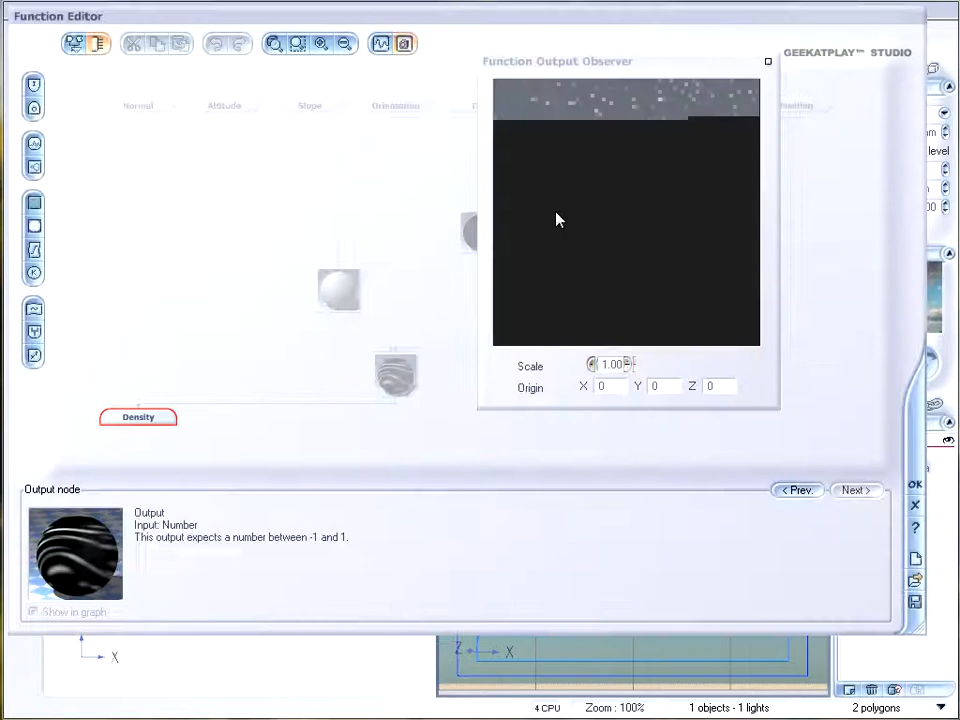 Function Editor
GEEKATPLAY™ STUDIO
Function Output Observer
Normal
Altitude
Slope
Orientation
level
Scale
1.00
Origin
X
0
Y
0
Z
0
Density
Output node
< Prev.
Next >
OK
Output
Input: Number
This output expects a number between -1 and 1.
Show in graph
X
Z
X
4 CPU
Zoom : 100%
1 objects - 1 lights
2 polygons